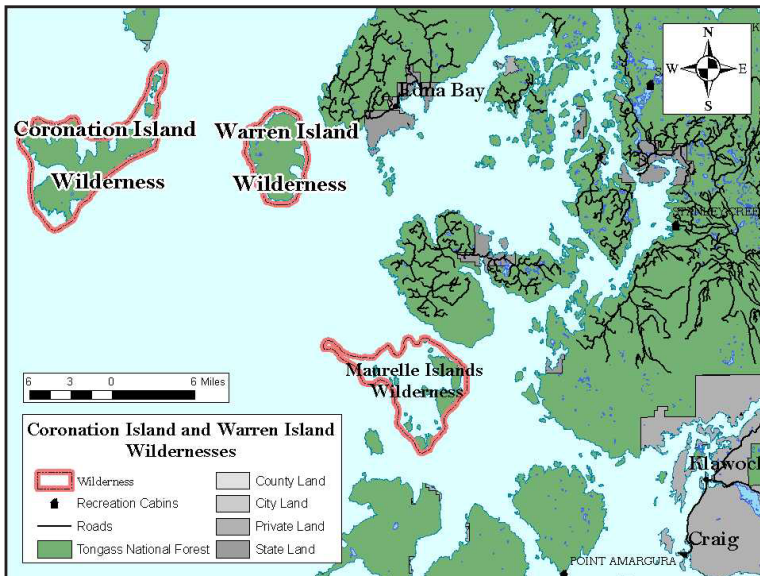 N
W E
S
Edna Bay
Coronation Island
Wilderness
Warren Island
Wilderness
Maurelle Islands
Wilderness
6 3 0 6 Miles
Coronation Island and Warren Island
Wildernesses
Wilderness
Recreation Cabins
Roads
Tongass National Forest
County Land
City Land
Private Land
State Land
Klawock
Craig
POINT AMARGURA